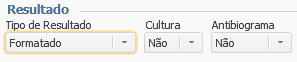 Resultado
Tipo de Resultado Cultura Antibiograma
Formatado Não Não